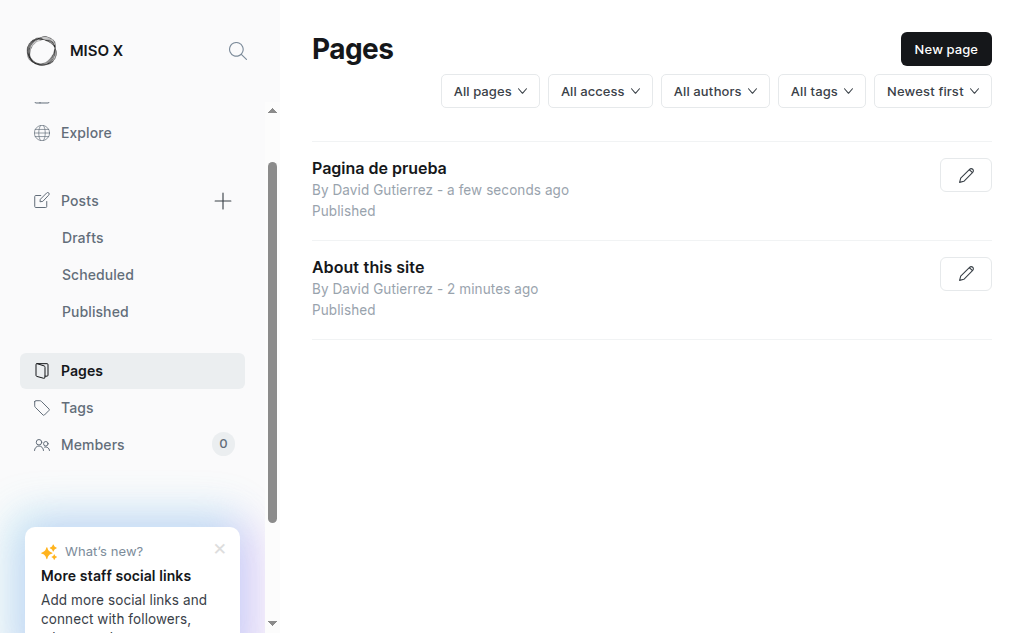 MISO X
Explore
Posts
Drafts
Scheduled
Published
Pages
Tags
Members
0
What's new?
More staff social links
Add more social links and
connect with followers,
Pages
New page
All pages
All access
All authors
All tags
Newest first
Pagina de prueba
By David Gutierrez - a few seconds ago
Published
About this site
By David Gutierrez - 2 minutes ago
Published